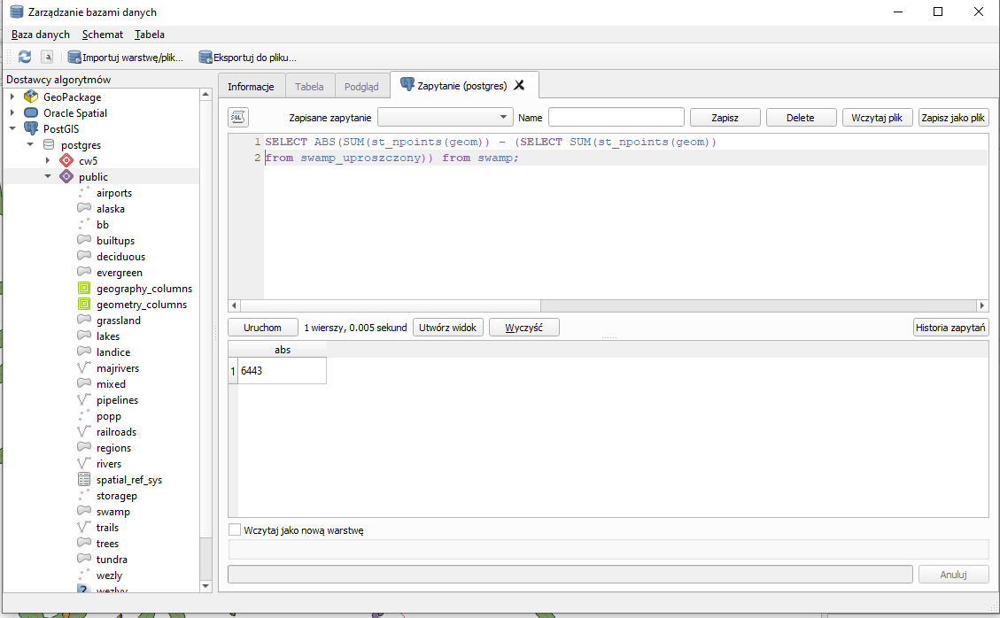 Zarządzanie bazami danych
Baza danych Schemat Tabela
Importuj warstwę/plik... Eksportuj do pliku...
Dostawcy algorytmów
GeoPackage
Oracle Spatial
PostGIS
postgres
cw5
public
airports
alaska
bb
builtups
deciduous
evergreen
geography_columns
geometry_columns
grassland
lakes
landice
majrivers
mixed
pipelines
popp
railroads
regions
rivers
spatial_ref_sys
storagep
swamp
trails
trees
tundra
wezly
wezlyy
Informacje Tabela Podgląd Zapytanie (postgres)
SQL Zapisane zapytanie Name Zapisz Delete Wczytaj plik Zapisz jako plik
1 SELECT ABS(SUM(st_npoints(geom)) - (SELECT SUM(st_npoints(geom))
2 from swamp_uproszczony)) from swamp;
Uruchom 1 wierszy, 0.005 sekund Utwórz widok Wyczyść Historia zapytań
abs
1 6443
Wczytaj jako nową warstwę
Anuluj